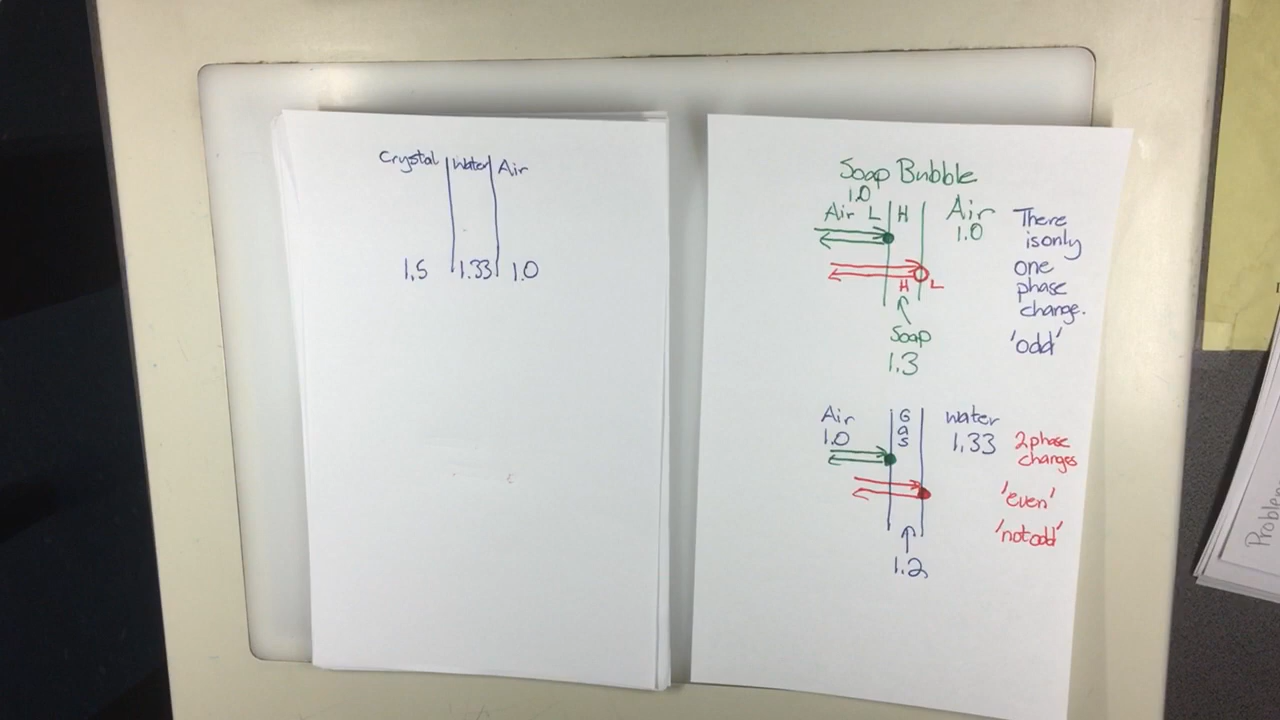 Crystal Water Air
1.5 1.33 1.0
Soap Bubble
1.0
Air L H Air
1.0
H L
Soap
1.3
There
is only
one
phase
change.
'odd'
Air Gas water
1.0 1.33
1.2
2 phase
changes
'even'
'not odd'
Problem